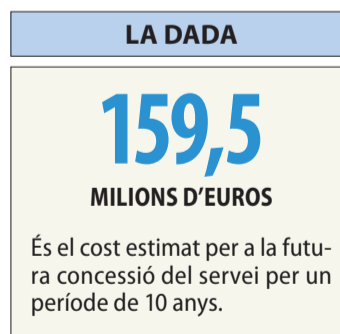 LA DADA
159,5
MILIONS D'EUROS
És el cost estimat per a la futu-
ra concessió del servei per un
període de 10 anys.